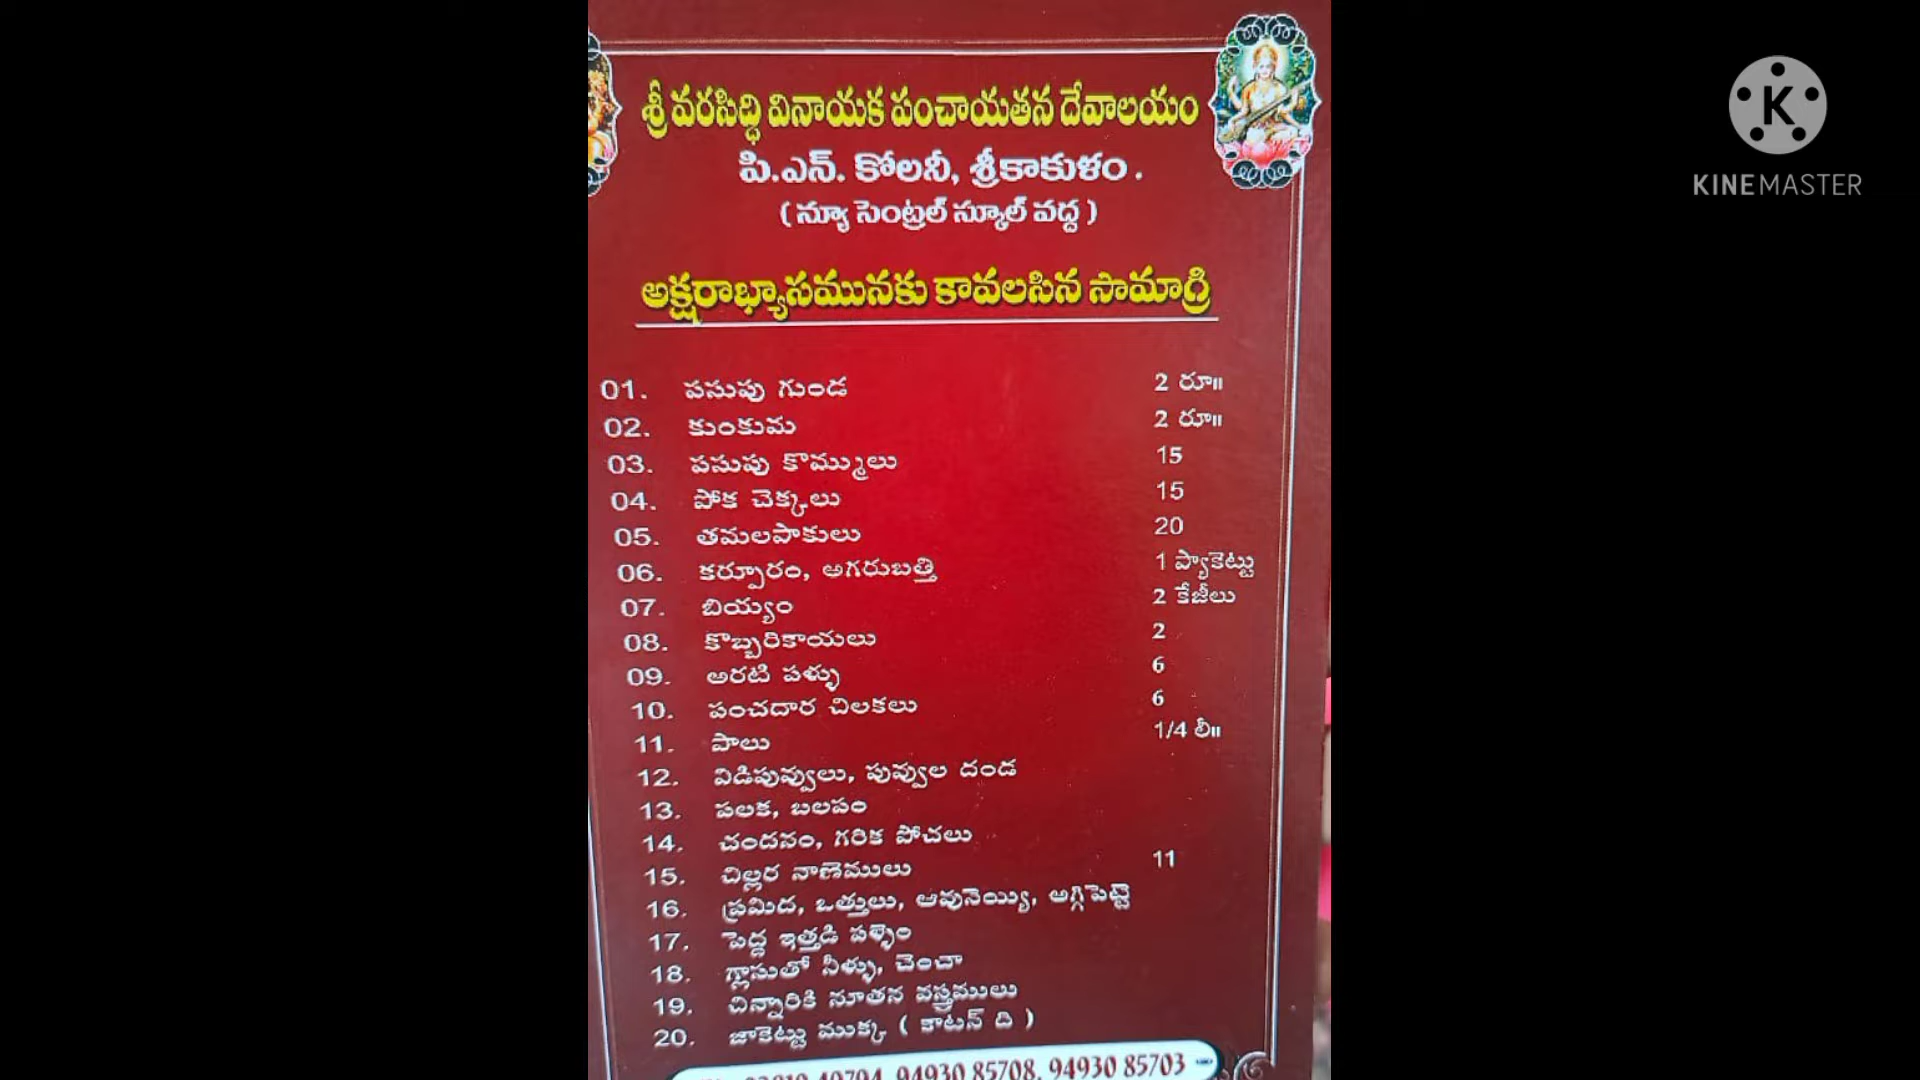 శ్రీ వరసిద్ధి వినాయక పంచాయతన దేవాలయం
పి.ఎన్. కోలనీ, శ్రీకాకుళం.
( న్యూ సెంట్రల్ స్కూల్ వద్ద )
KINEMASTER
అక్షరాభ్యాసమునకు కావలసిన సామాగ్రి
01. పసుపు గుండ 2 రూ॥
02. కుంకుమ 2 రూ॥
03. పసుపు కొమ్ములు 15
04. పోక చెక్కలు 15
05. తమలపాకులు 20
06. కర్పూరం, అగరుబత్తి 1 ప్యాకెట్టు
07. బియ్యం 2 కేజీలు
08. కొబ్బరికాయలు 2
09. అరటి పళ్ళు 6
10. పంచదార చిలకలు 6
11. పాలు 1/4 లీ॥
12. విడిపువ్వులు, పువ్వుల దండ
13. పలక, బలపం
14. చందనం, గరిక పోచలు
15. చిల్లర నాణెములు 11
16. ప్రమిద, ఒత్తులు, ఆవునెయ్యి, అగ్గిపెట్టె
17. పెద్ద ఇత్తడి పళ్ళెం
18. గ్లాసుతో నీళ్ళు, చెంచా
19. చిన్నారికి నూతన వస్త్రములు
20. జాకెట్టు ముక్క ( కాటన్ ది )
94930 85708, 94930 85703